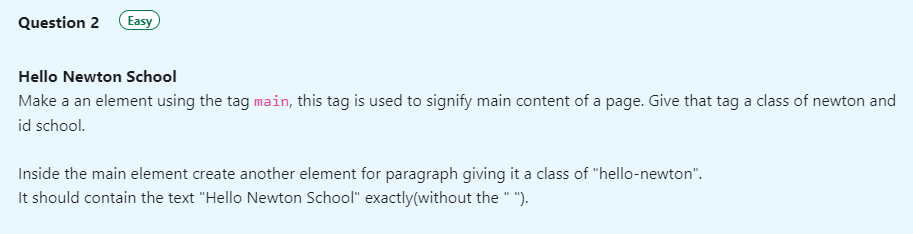 Question 2 Easy
Hello Newton School
Make a an element using the tag main, this tag is used to signify main content of a page. Give that tag a class of newton and
id school.
Inside the main element create another element for paragraph giving it a class of "hello-newton".
It should contain the text "Hello Newton School" exactly(without the " ").